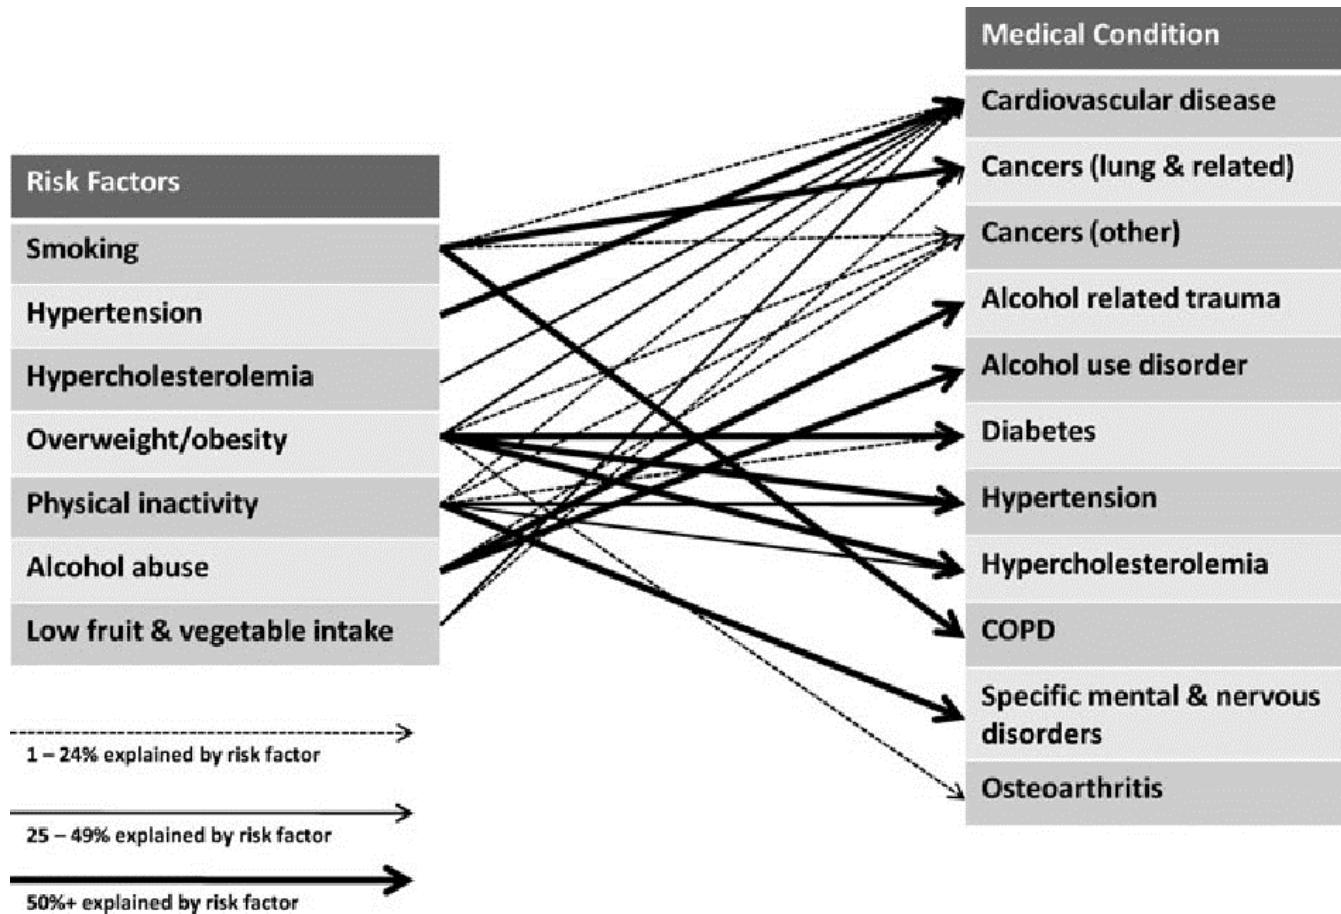 Risk Factors
Smoking
Hypertension
Hypercholesterolemia
Overweight/obesity
Physical inactivity
Alcohol abuse
Low fruit & vegetable intake
1 – 24% explained by risk factor
25 – 49% explained by risk factor
50%+ explained by risk factor
Medical Condition
Cardiovascular disease
Cancers (lung & related)
Cancers (other)
Alcohol related trauma
Alcohol use disorder
Diabetes
Hypertension
Hypercholesterolemia
COPD
Specific mental & nervous
disorders
Osteoarthritis